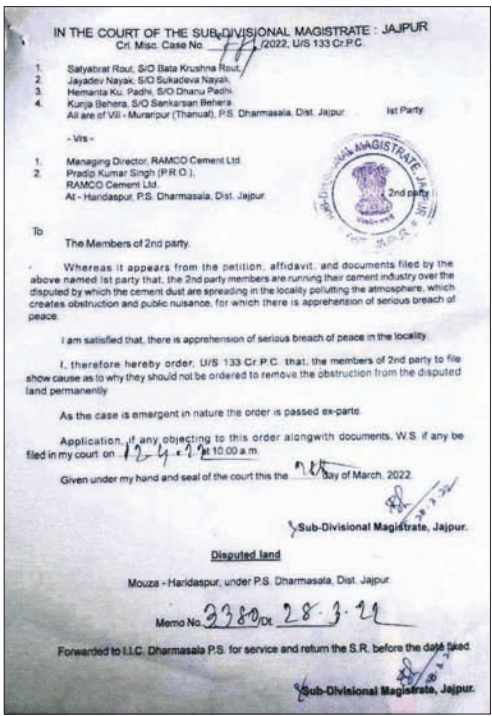 IN THE COURT OF THE SUB-DIVISIONAL MAGISTRATE : JAJPUR
Crl. Misc. Case No. /2022, U/S 133 Cr.P.C.
1. Satyabrat Rout, S/O Bata Krushna Rout,
2. Jayadev Nayak, S/O Sukadeva Nayak,
3. Hemanta Ku. Padhi, S/O Dhanu Padhi
4. Kunja Behera, S/O Sankarsan Behera
All are of Vill - Muraripur (Thanual), P.S. Dharmasala, Dist. Jajpur. Ist Party.
- Vrs -
1. Managing Director, RAMCO Cement Ltd.
2. Pradip Kumar Singh (P.R.O.),
RAMCO Cement Ltd.
At - Haridaspur, P.S. Dharmasala, Dist. Jajpur. 2nd party
SUB-DIVISIONAL MAGISTRATE, JAJPUR
To
The Members of 2nd party.
Whereas it appears from the petition, affidavit, and documents filed by the
above named Ist party that, the 2nd party members are running their cement industry over the
disputed by which the cement dust are spreading in the locality polluting the atmosphere, which
creates obstruction and public nuisance, for which there is apprehension of serious breach of
peace.
I am satisfied that, there is apprehension of serious breach of peace in the locality.
I, therefore hereby order, U/S 133 Cr.P.C. that, the members of 2nd party to file
show cause as to why they should not be ordered to remove the obstruction from the disputed
land permanently.
As the case is emergent in nature the order is passed ex-parte.
Application, if any objecting to this order alongwith documents, W.S. if any be
filed in my court on 12.4.22 at 10.00 a.m.
Given under my hand and seal of the court this the 28th day of March, 2022.
28.3.22
Sub-Divisional Magistrate, Jajpur.
Disputed land
Mouza - Haridaspur, under P.S. Dharmasala, Dist. Jajpur.
Memo No. 3380/Dt. 28.3.22
Forwarded to I.I.C. Dharmasala P.S. for service and return the S.R. before the date fixed.
Sub-Divisional Magistrate, Jajpur.